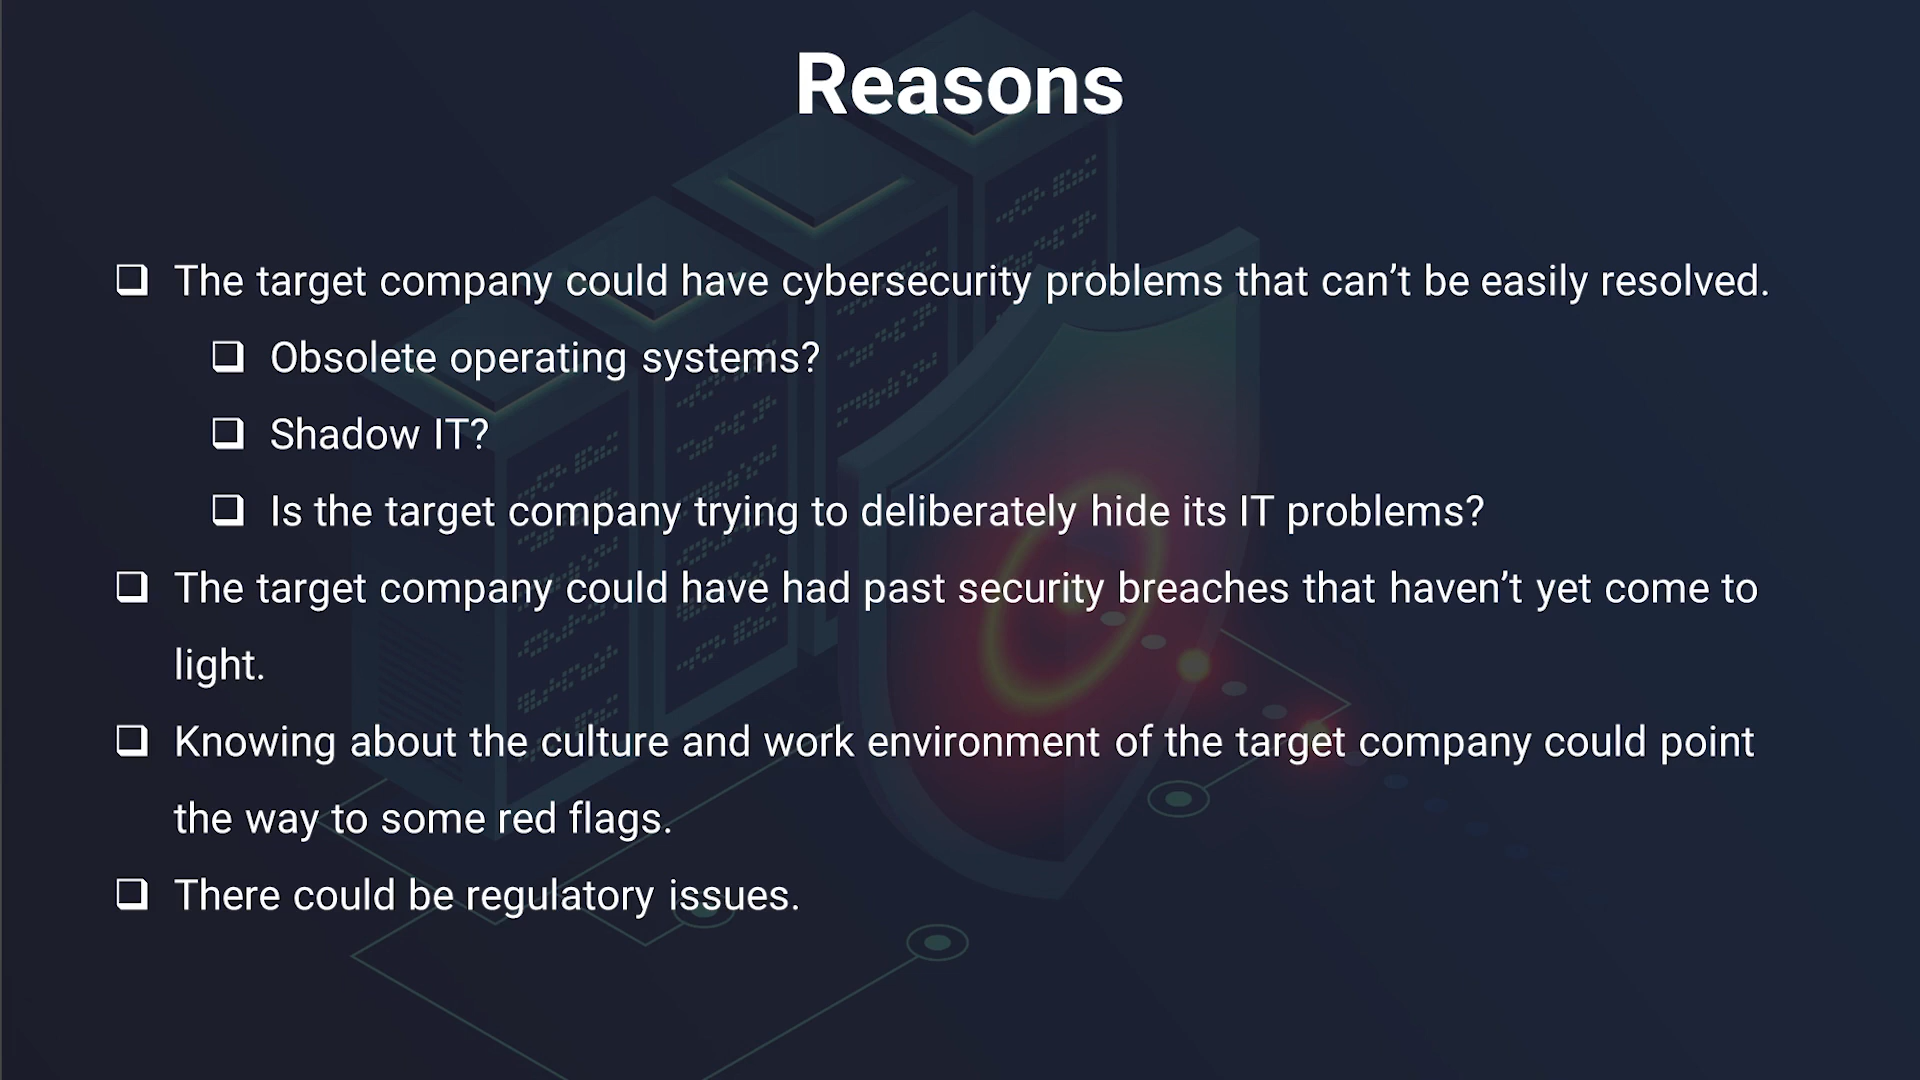 Reasons
❑ The target company could have cybersecurity problems that can’t be easily resolved.
❑ Obsolete operating systems?
❑ Shadow IT?
❑ Is the target company trying to deliberately hide its IT problems?
❑ The target company could have had past security breaches that haven’t yet come to
light.
❑ Knowing about the culture and work environment of the target company could point
the way to some red flags.
❑ There could be regulatory issues.